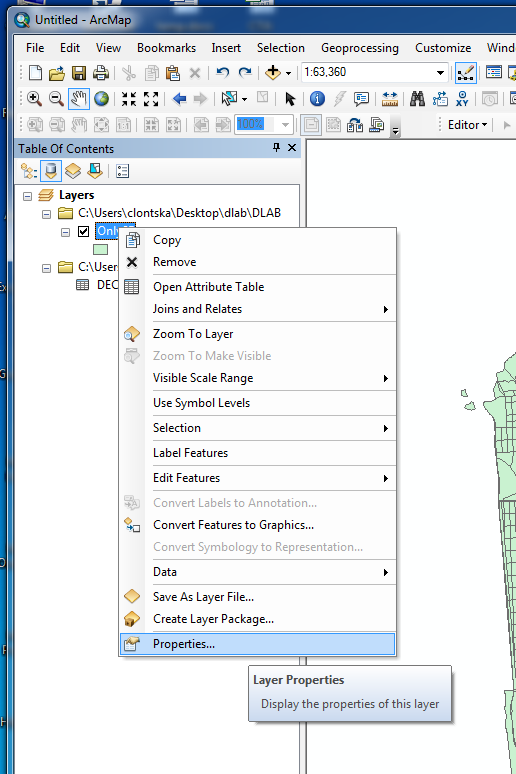 Untitled - ArcMap
File Edit View Bookmarks Insert Selection Geoprocessing Customize Wind
1:63,360
100%
Editor
Table Of Contents
Layers
C:\Users\clontska\Desktop\dlab\DLAB
Only
C:\User
DEC
Copy
Remove
Open Attribute Table
Joins and Relates
Zoom To Layer
Zoom To Make Visible
Visible Scale Range
Use Symbol Levels
Selection
Label Features
Edit Features
Convert Labels to Annotation...
Convert Features to Graphics...
Convert Symbology to Representation...
Data
Save As Layer File...
Create Layer Package...
Properties...
Layer Properties
Display the properties of this layer